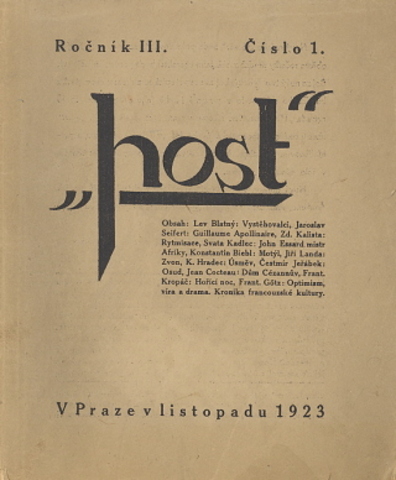 Ročník III. Číslo 1.
„host“
Obsah: Lev Blatný: Vystěhovalci, Jaroslav
Seifert: Guillaume Apollinaire, Zd. Kalista:
Rytmisace, Svata Kadlec: John Essard mistr
Afriky, Konstantin Biebl: Motýl, Jiří Landa:
Zvon, K. Hradec: Úsměv, Čestmír Jeřábek:
Osud, Jean Cocteau: Dům Cézanův, Frant.
Kropáč: Hořící noc, Frant. Götz: Optimism,
víra a drama. Kronika francouzské kultury.
V Praze v listopadu 1923